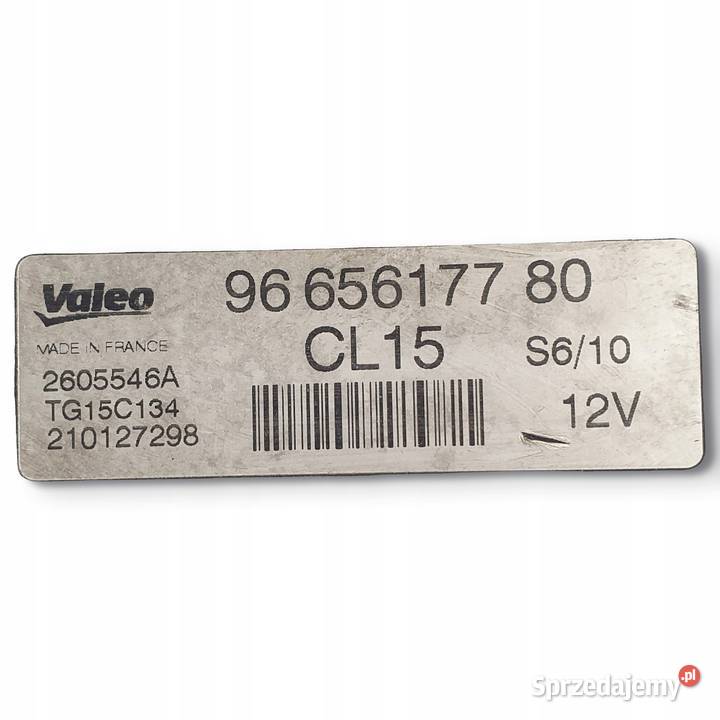 Valeo
MADE IN FRANCE
2605546A
TG15C134
210127298
96 656177 80
CL15
S6/10
12V
Sprzedajemy.pl